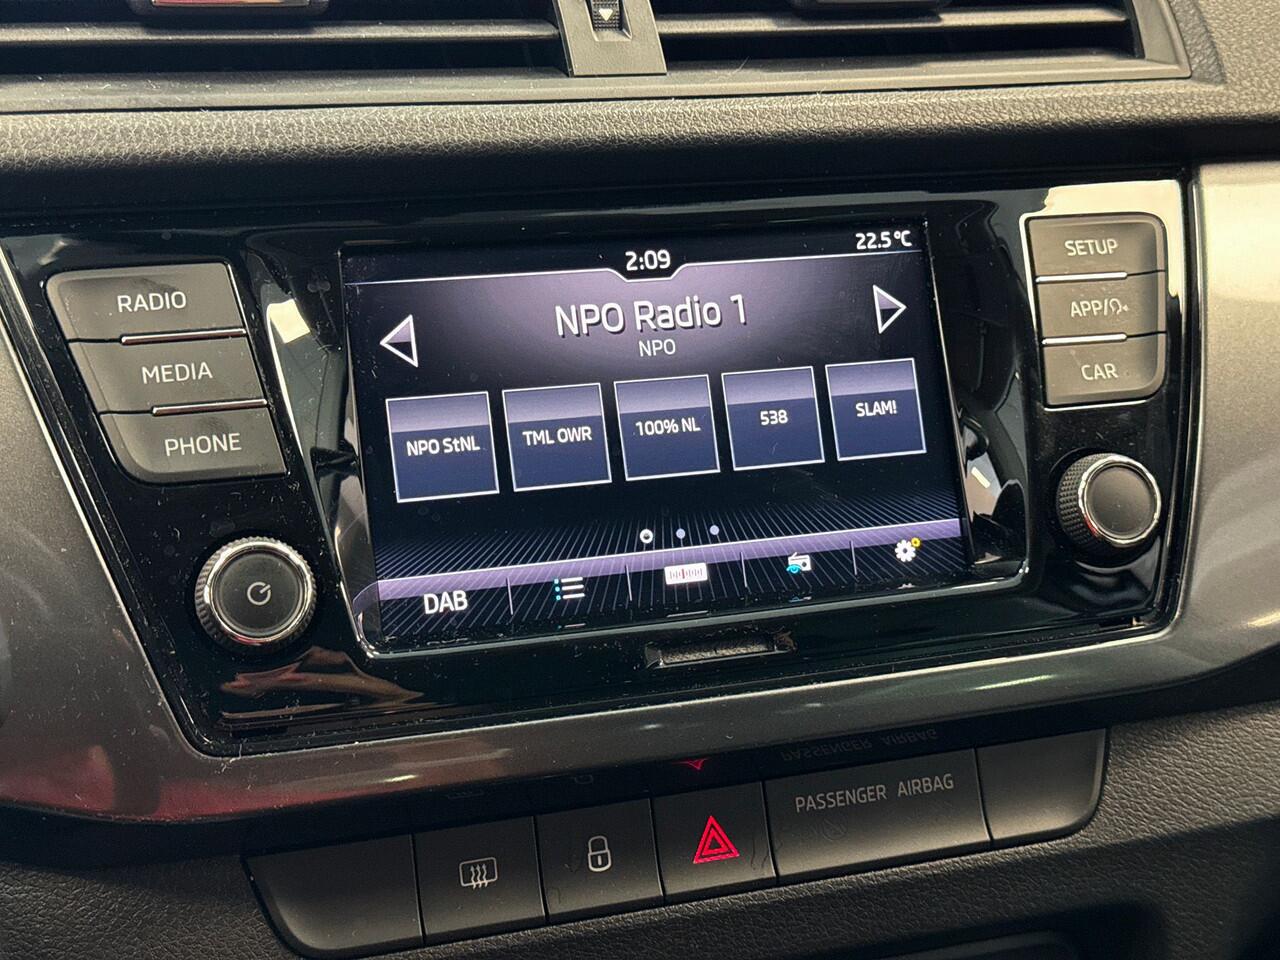 2:09
22.5°C
NPO Radio 1
NPO
NPO StNL
TML OWR
100% NL
538
SLAM!
DAB
RADIO
MEDIA
PHONE
SETUP
APP/
CAR
PASSENGER AIRBAG